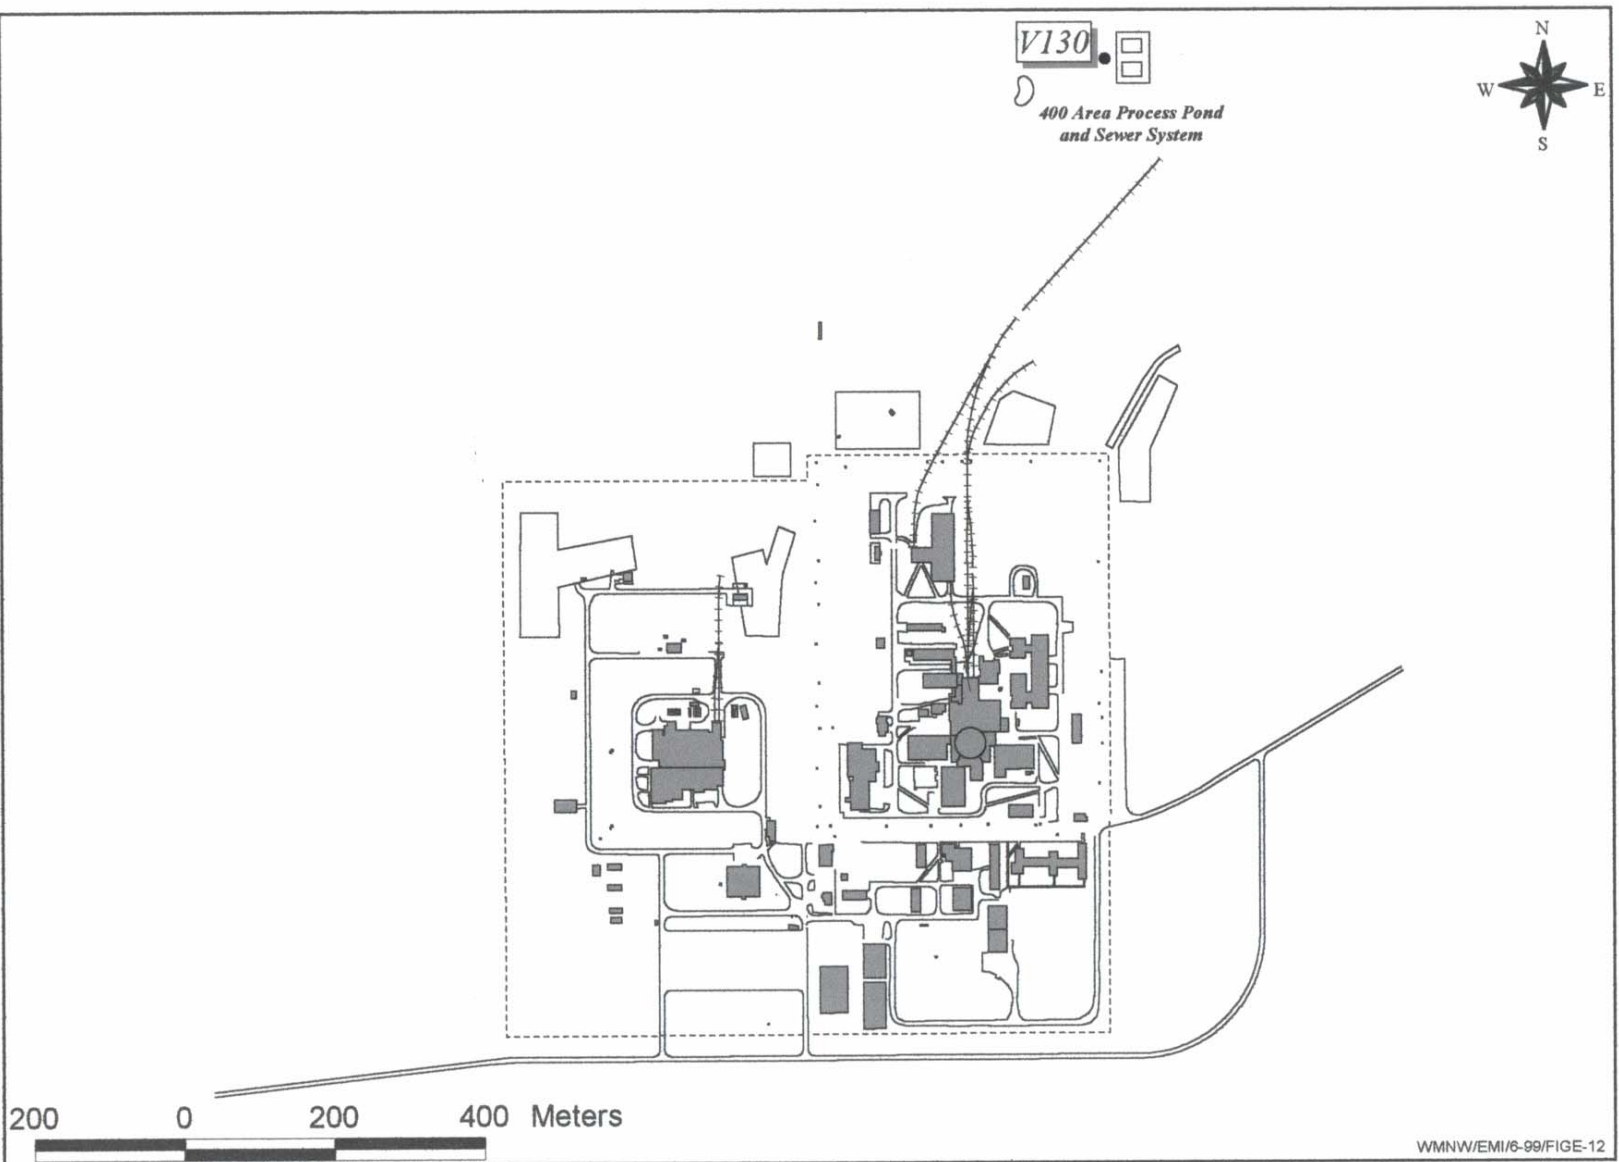 V130
N
W E
S
400 Area Process Pond
and Sewer System
200 0 200 400 Meters
WMNW/EMI/6-99/FIGE-12